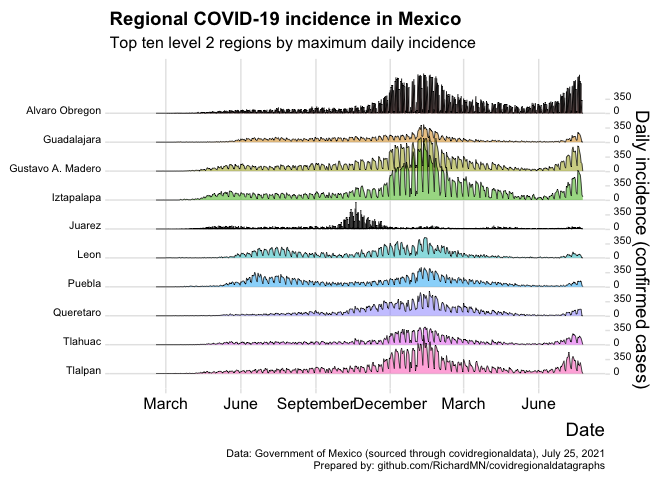 Regional COVID-19 incidence in Mexico
Top ten level 2 regions by maximum daily incidence
Alvaro Obregon
350
0
Guadalajara
350
0
Gustavo A. Madero
350
0
Iztapalapa
350
0
Juarez
350
0
Leon
350
0
Puebla
350
0
Queretaro
350
0
Tlahuac
350
0
Tlalpan
350
0
Daily incidence (confirmed cases)
March June September December March June
Date
Data: Government of Mexico (sourced through covidregionaldata), July 25, 2021
Prepared by: github.com/RichardMN/covidregionaldatagraphs